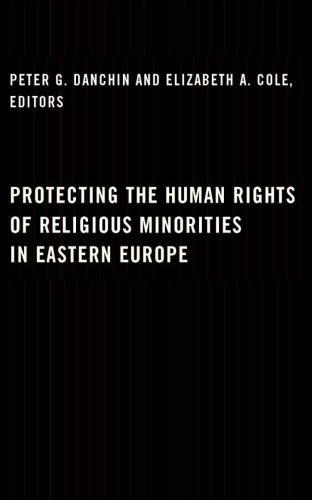 PETER G. DANCHIN AND ELIZABETH A. COLE,
EDITORS
PROTECTING THE HUMAN RIGHTS
OF RELIGIOUS MINORITIES
IN EASTERN EUROPE